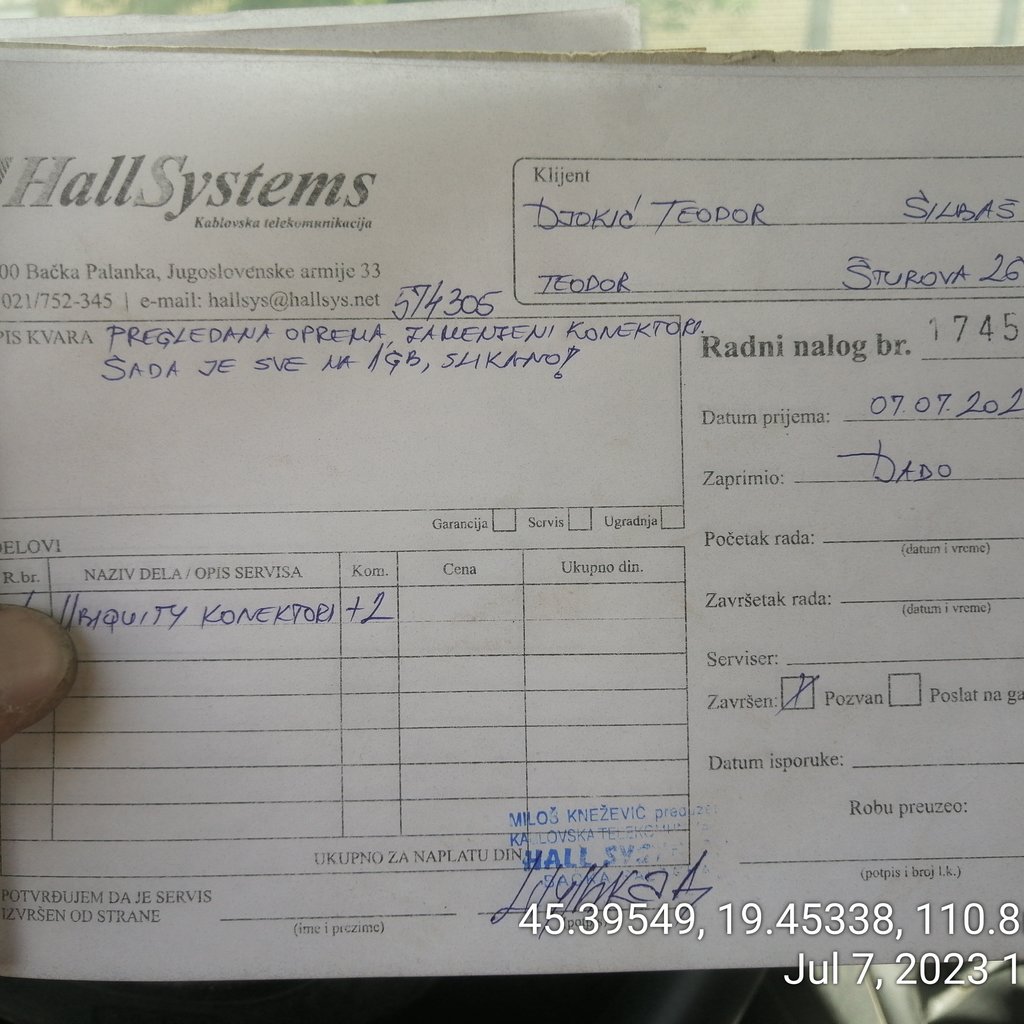 HallSystems
Kablovska telekomunikacija
00 Bačka Palanka, Jugoslovenske armije 33
021/752-345 | e-mail: hallsys@hallsys.net
574305
Klijent
DJOKIĆ TEODOR ŠILBAŠ
TEODOR ŠTUROVA 26
PIS KVARA PREGLEDANA OPREMA, ZAMENJENI KONEKTORI.
SADA JE SVE NA 1GB, SLIKANO!
Radni nalog br. 1745
Datum prijema: 07.07.202
Zaprimio: DADO
Garancija Servis Ugradnja
Početak rada:
(datum i vreme)
DELOVI
R.br. NAZIV DELA / OPIS SERVISA Kom. Cena Ukupno din.
UBIQUITY KONEKTORI +2
Završetak rada:
(datum i vreme)
Serviser:
Završen: Pozvan Poslat na ga
Datum isporuke:
Robu preuzeo:
(potpis i broj l.k.)
MILOŠ KNEŽEVIĆ preduze
KABLOVSKA TELEKOMUN
HALL SYS
UKUPNO ZA NAPLATU DIN
POTVRĐUJEM DA JE SERVIS
IZVRŠEN OD STRANE
(ime i prezime)
45.39549, 19.45338, 110.8
Jul 7, 2023 1